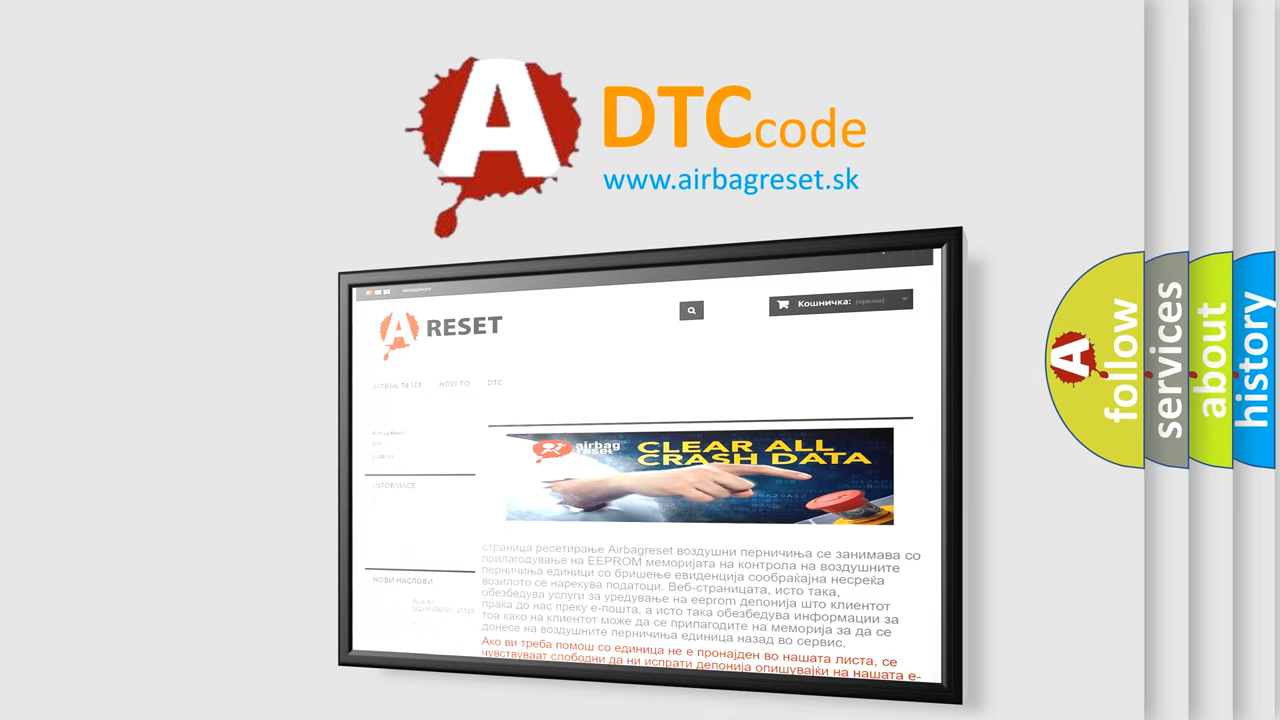 A DTCcode
www.airbagreset.sk
македонски
A RESET
Кошничка: (празна)
AIRBAG RESET HOW TO DTC
Airbag Reset
DTC
INFORMACE
airbag
reset
CLEAR ALL
CRASH DATA
страница ресетирање Airbagreset воздушни перничиња се занимава со
прилагодување на EEPROM меморијата на контрола на воздушните
перничиња единици со бришење евиденција сообраќајна несреќа
возилото се нарекува податоци. Веб-страницата, исто така,
обезбедува услуги за уредување на eeprom депонија што клиентот
праќа до нас преку е-пошта, а исто така обезбедува информации за
тоа како на клиентот може да се прилагодите на меморија за да се
донесе на воздушните перничиња единица назад во сервис.
Ако ви треба помош со единица не е пронајден во нашата листа, се
чувствуваат слободни да ни испрати депонија опишувајќи на нашата е-
НОВИ НАСЛОВИ
A follow
services
about
history